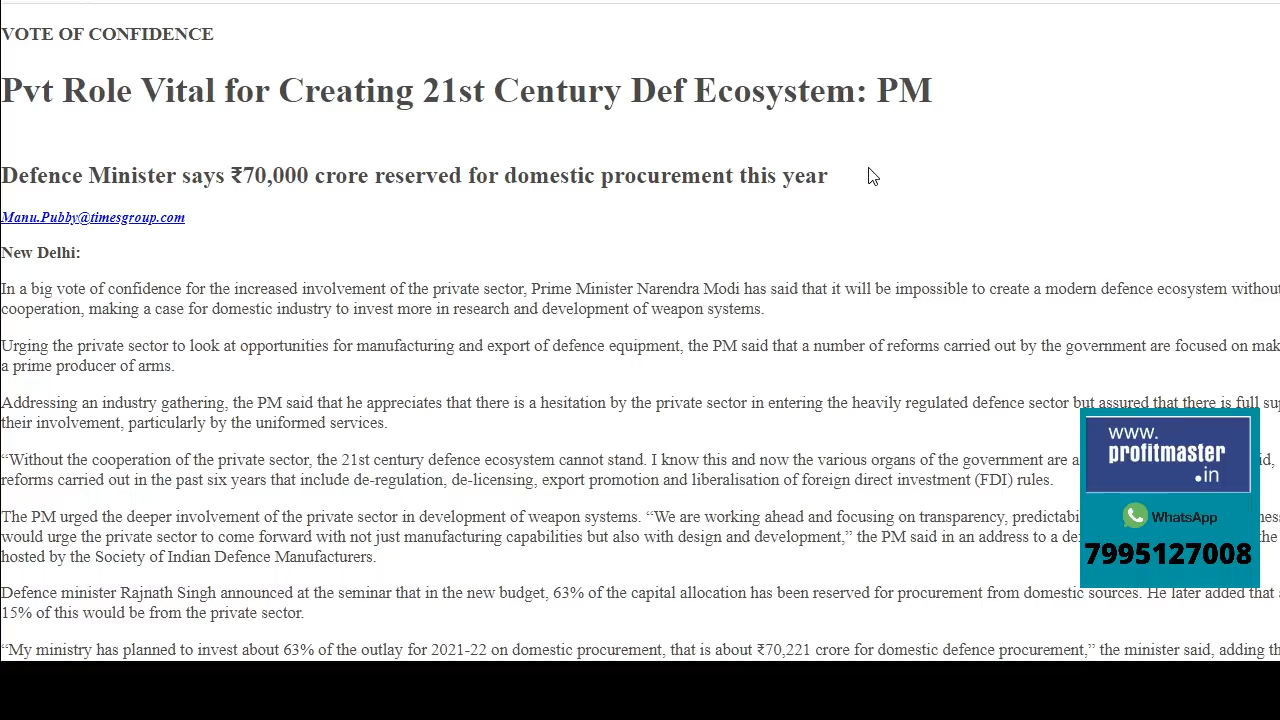 VOTE OF CONFIDENCE
Pvt Role Vital for Creating 21st Century Def Ecosystem: PM
Defence Minister says ₹70,000 crore reserved for domestic procurement this year
Manu.Pubby@timesgroup.com
New Delhi:
In a big vote of confidence for the increased involvement of the private sector, Prime Minister Narendra Modi has said that it will be impossible to create a modern defence ecosystem withou
cooperation, making a case for domestic industry to invest more in research and development of weapon systems.
Urging the private sector to look at opportunities for manufacturing and export of defence equipment, the PM said that a number of reforms carried out by the government are focused on mak
a prime producer of arms.
Addressing an industry gathering, the PM said that he appreciates that there is a hesitation by the private sector in entering the heavily regulated defence sector but assured that there is full su
their involvement, particularly by the uniformed services.
“Without the cooperation of the private sector, the 21st century defence ecosystem cannot stand. I know this and now the various organs of the government are a
reforms carried out in the past six years that include de-regulation, de-licensing, export promotion and liberalisation of foreign direct investment (FDI) rules.
The PM urged the deeper involvement of the private sector in development of weapon systems. “We are working ahead and focusing on transparency, predictabi
would urge the private sector to come forward with not just manufacturing capabilities but also with design and development,” the PM said in an address to a de the
hosted by the Society of Indian Defence Manufacturers.
Defence minister Rajnath Singh announced at the seminar that in the new budget, 63% of the capital allocation has been reserved for procurement from domestic sources. He later added that
15% of this would be from the private sector.
“My ministry has planned to invest about 63% of the outlay for 2021-22 on domestic procurement, that is about ₹70,221 crore for domestic defence procurement,” the minister said, adding th
www.
profitmaster
.in
WhatsApp
7995127008